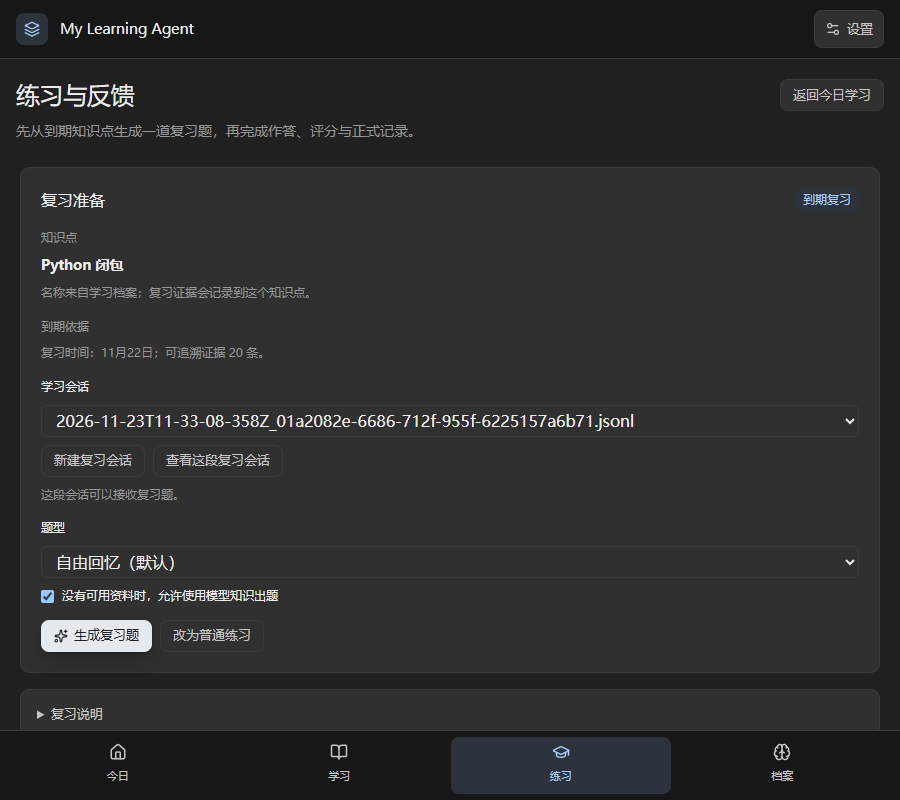 My Learning Agent
设置
练习与反馈
返回今日学习
先从到期知识点生成一道复习题，再完成作答、评分与正式记录。
复习准备
到期复习
知识点
Python 闭包
名称来自学习档案；复习证据会记录到这个知识点。
到期依据
复习时间：11月22日；可追溯证据 20 条。
学习会话
2026-11-23T11-33-08-358Z_01a2082e-6686-712f-955f-6225157a6b71.jsonl
新建复习会话
查看这段复习会话
这段会话可以接收复习题。
题型
自由回忆（默认）
没有可用资料时，允许使用模型知识出题
生成复习题
改为普通练习
复习说明
今日
学习
练习
档案